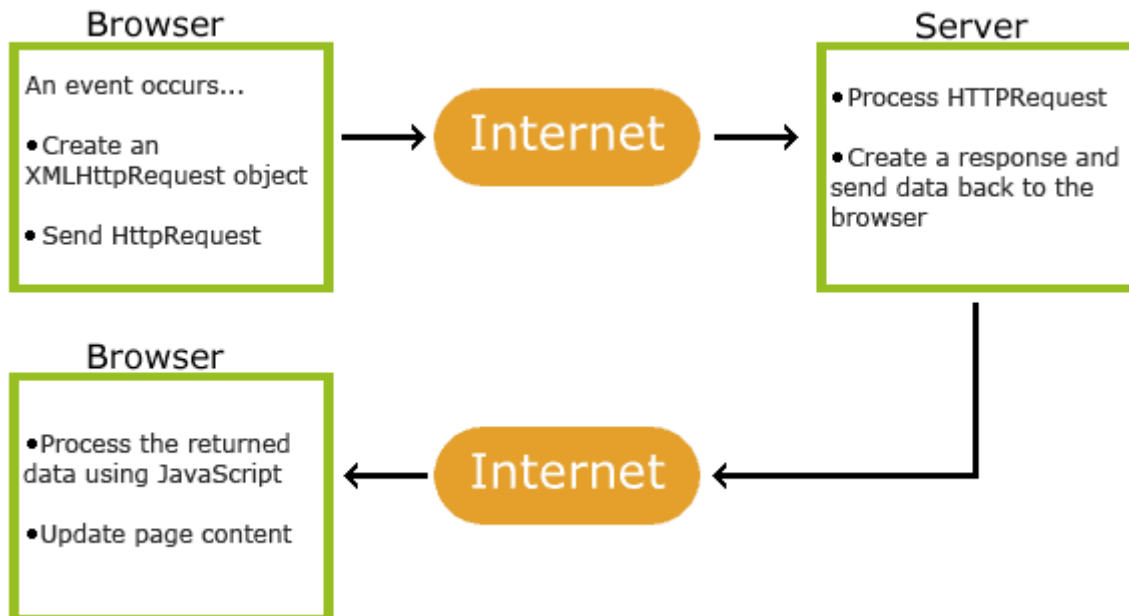 Browser
An event occurs...
•Create an
XMLHttpRequest object
•Send HttpRequest
Internet
Server
•Process HTTPRequest
•Create a response and
send data back to the
browser
Browser
•Process the returned
data using JavaScript
•Update page content
Internet